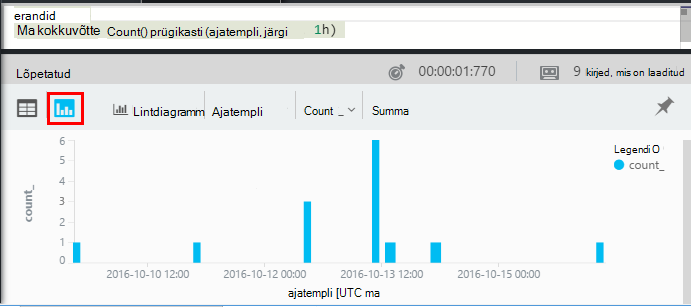 erandid
Ma kokkuvõtte Count() prügikasti (ajatempli, järgi 1h)
Lõpetatud 00:00:01:770 9 kirjed, mis on laaditud
Lintdiagramm Ajatempli Count _ Summa
6
5
4
3
2
1
0
count_
Legendi O
count_
2016-10-10 12:00 2016-10-12 00:00 2016-10-13 12:00 2016-10-15 00:00
ajatempli [UTC ma